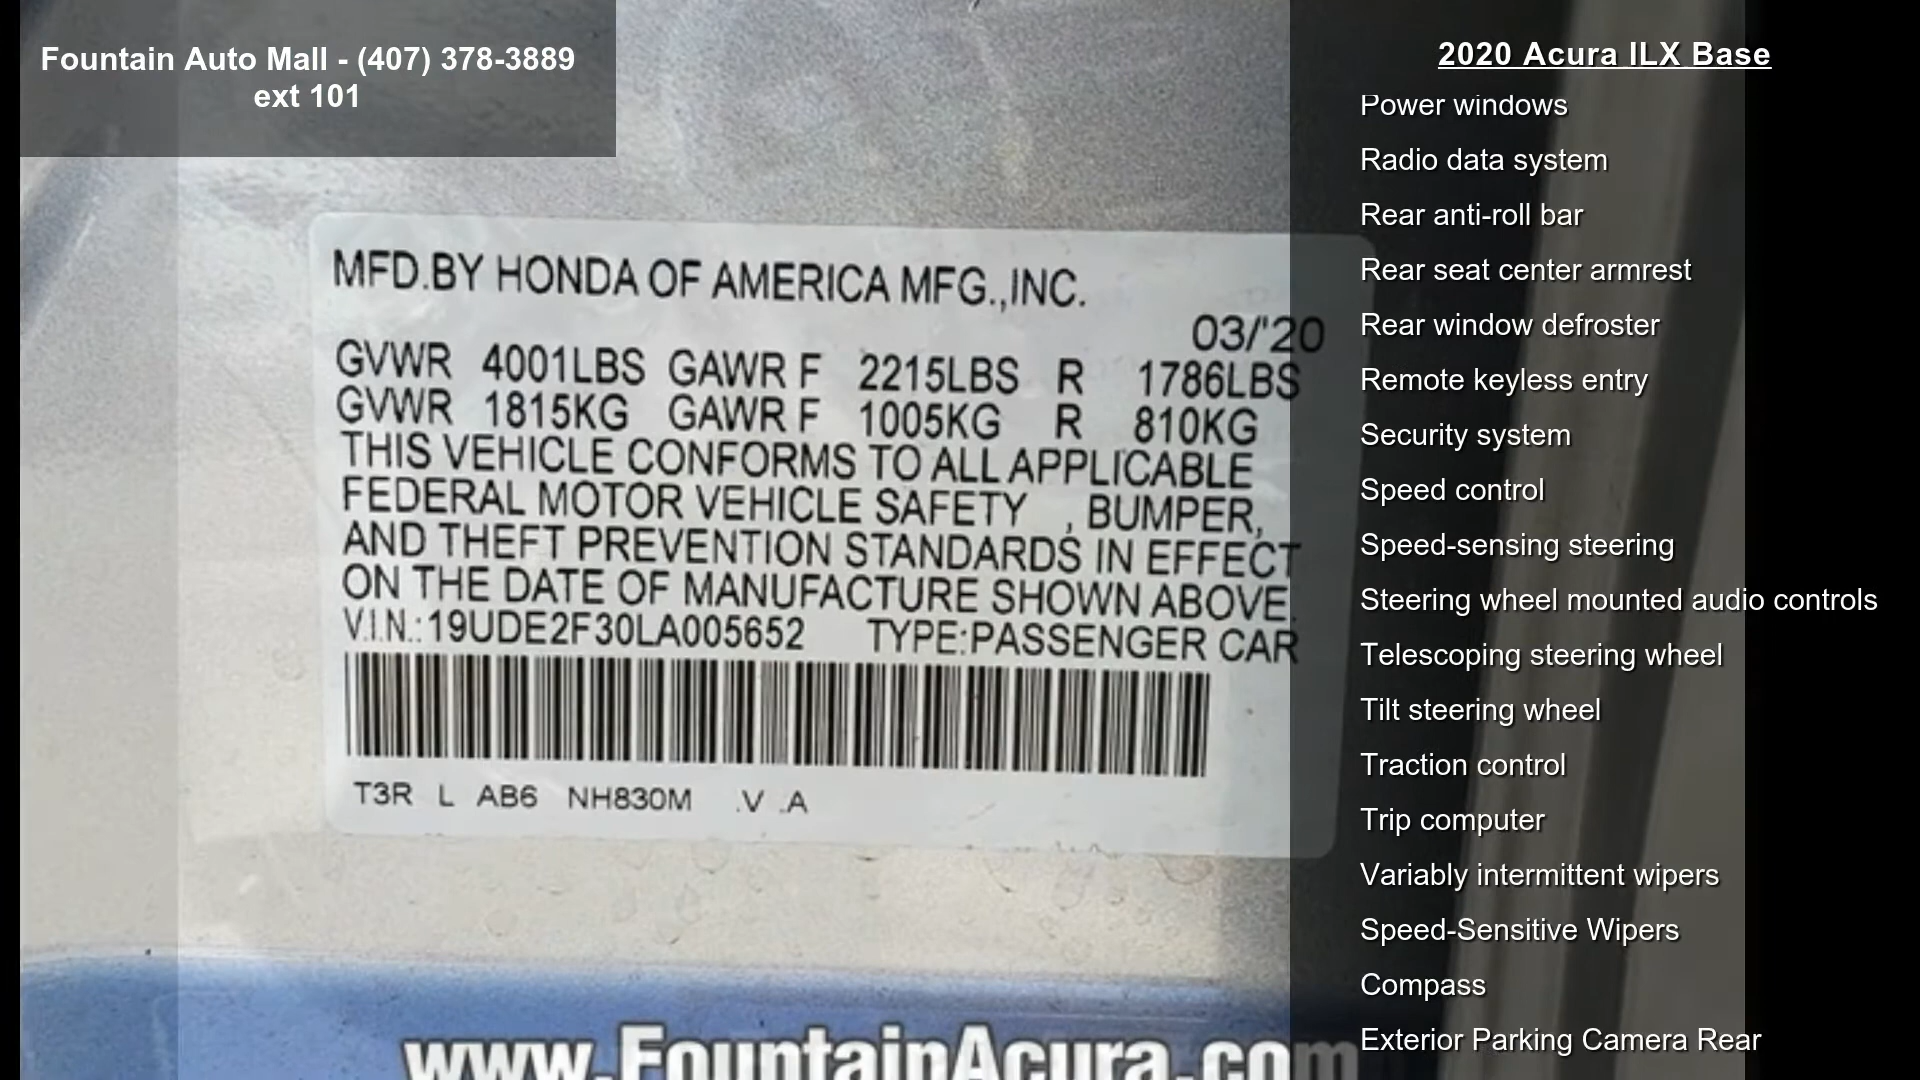 Fountain Auto Mall - (407) 378-3889
ext 101
MFD.BY HONDA OF AMERICA MFG.,INC.
03/'20
GVWR 4001LBS GAWR F 2215LBS R 1786LBS
GVWR 1815KG GAWR F 1005KG R 810KG
THIS VEHICLE CONFORMS TO ALL APPLICABLE
FEDERAL MOTOR VEHICLE SAFETY , BUMPER,
AND THEFT PREVENTION STANDARDS IN EFFECT
ON THE DATE OF MANUFACTURE SHOWN ABOVE.
V.I.N.:19UDE2F30LA005652 TYPE:PASSENGER CAR
T3R L AB6 NH830M .V .A
www.FountainAcura.com
2020 Acura ILX Base
Power windows
Radio data system
Rear anti-roll bar
Rear seat center armrest
Rear window defroster
Remote keyless entry
Security system
Speed control
Speed-sensing steering
Steering wheel mounted audio controls
Telescoping steering wheel
Tilt steering wheel
Traction control
Trip computer
Variably intermittent wipers
Speed-Sensitive Wipers
Compass
Exterior Parking Camera Rear